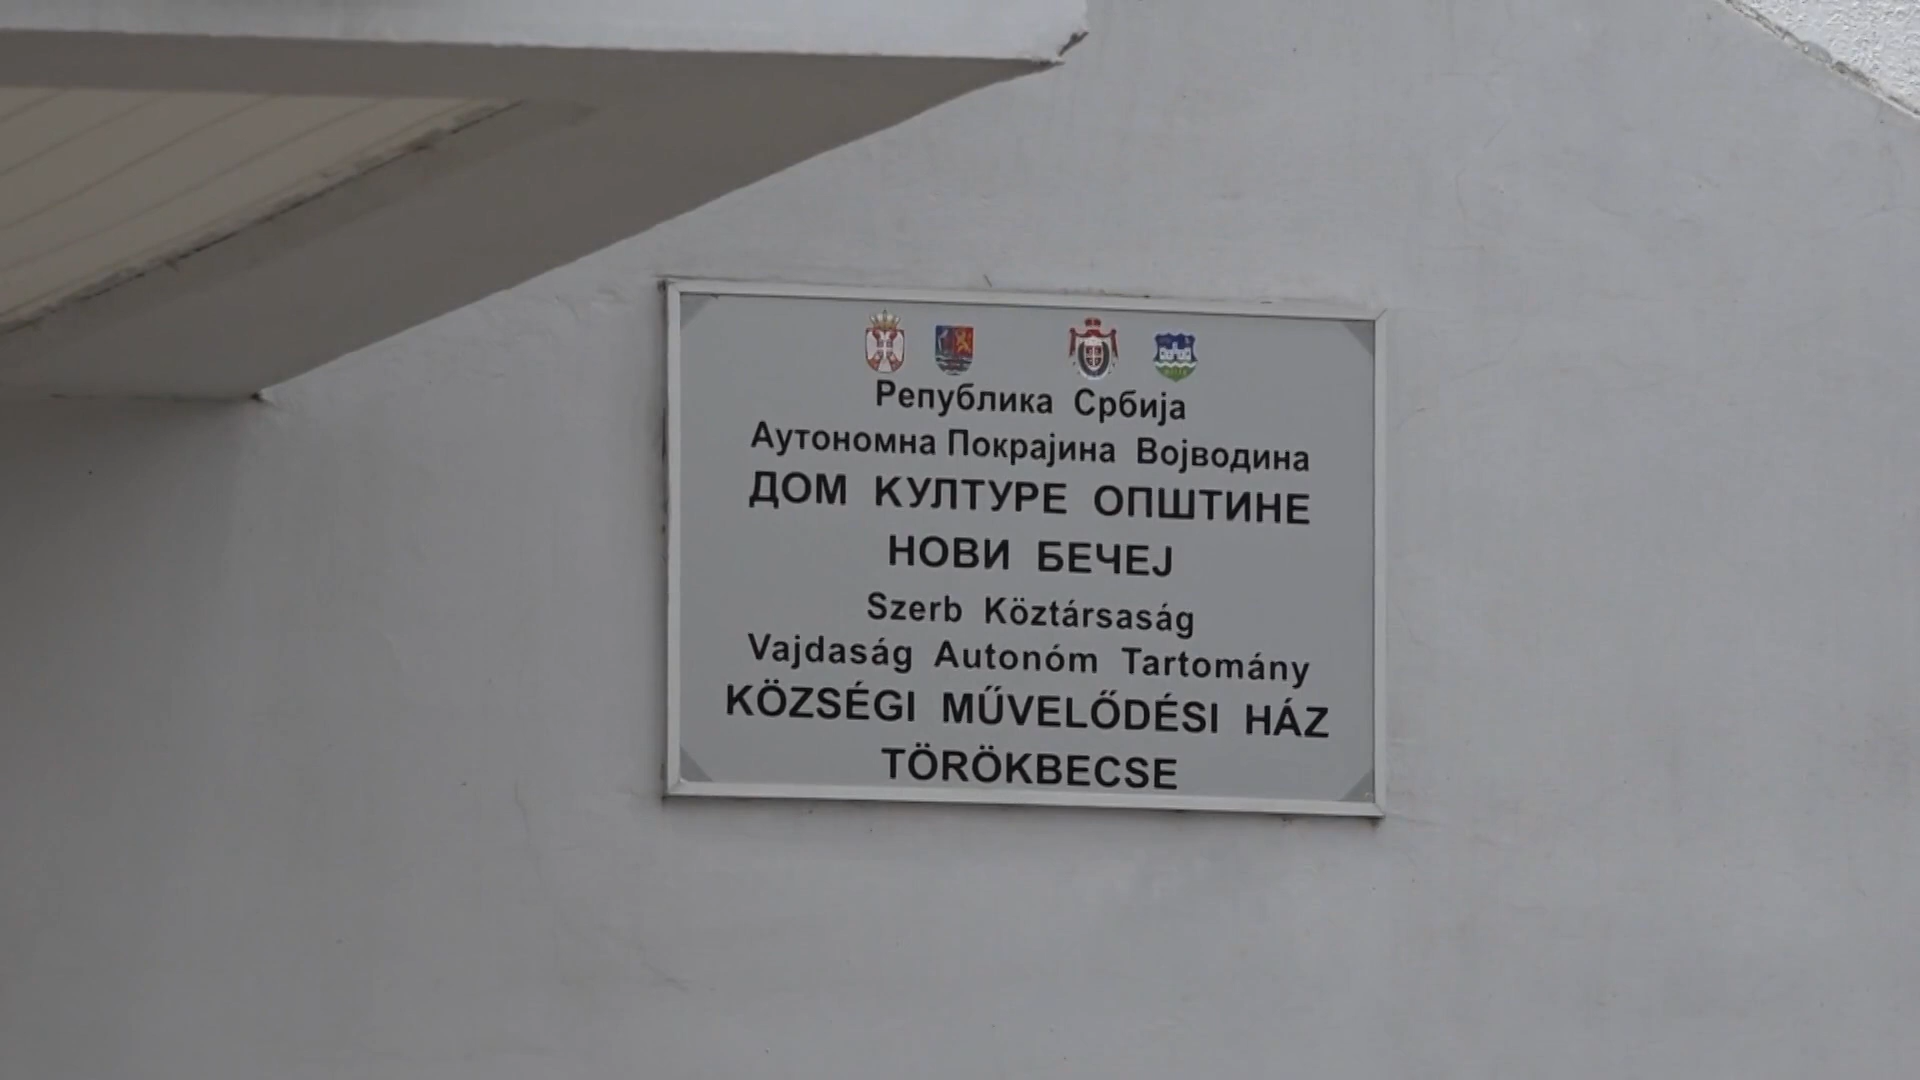 Република Србија
Аутономна Покрајина Војводина
ДОМ КУЛТУРЕ ОПШТИНЕ
НОВИ БЕЧЕЈ
Szerb Köztársaság
Vajdaság Autonóm Tartomány
KÖZSÉGI MŰVELŐDÉSI HÁZ
TÖRÖKBECSE